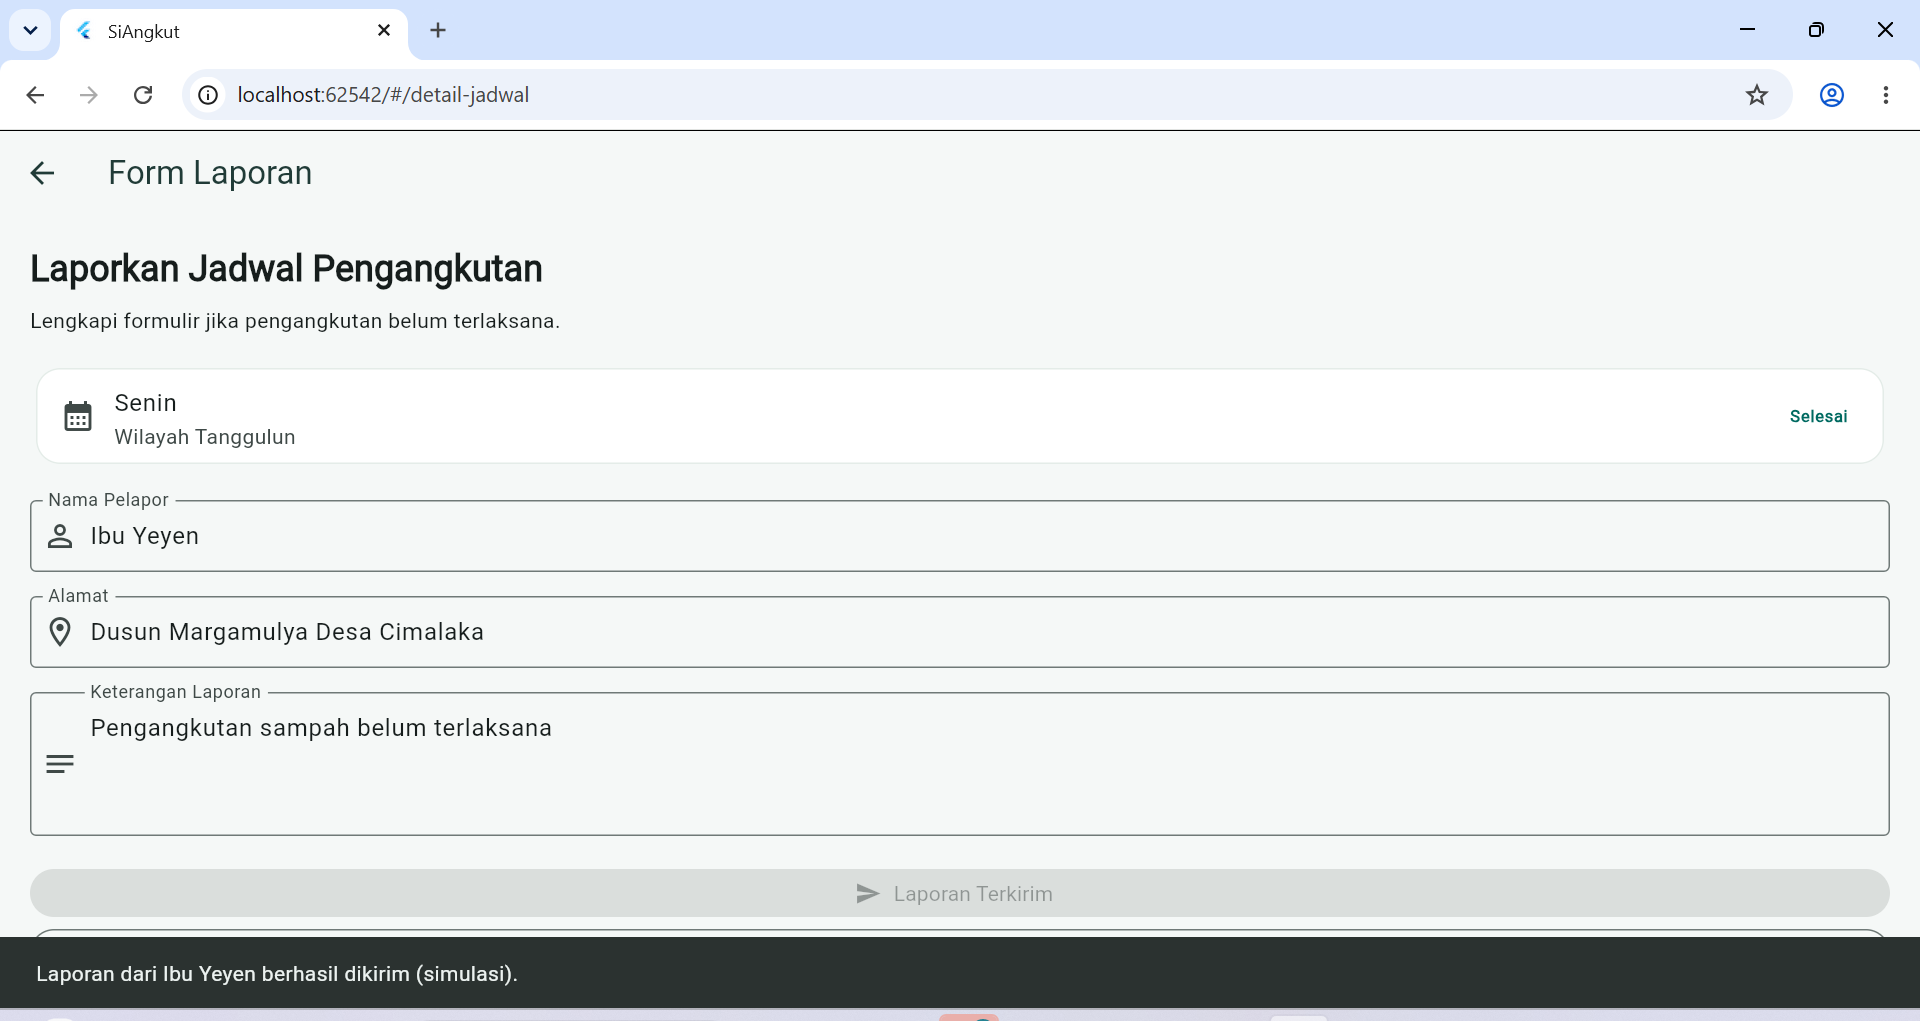 SiAngkut
localhost:62542/#/detail-jadwal
Form Laporan
Laporkan Jadwal Pengangkutan
Lengkapi formulir jika pengangkutan belum terlaksana.
Senin
Wilayah Tanggulun
Selesai
Nama Pelapor
Ibu Yeyen
Alamat
Dusun Margamulya Desa Cimalaka
Keterangan Laporan
Pengangkutan sampah belum terlaksana
Laporan Terkirim
Laporan dari Ibu Yeyen berhasil dikirim (simulasi).